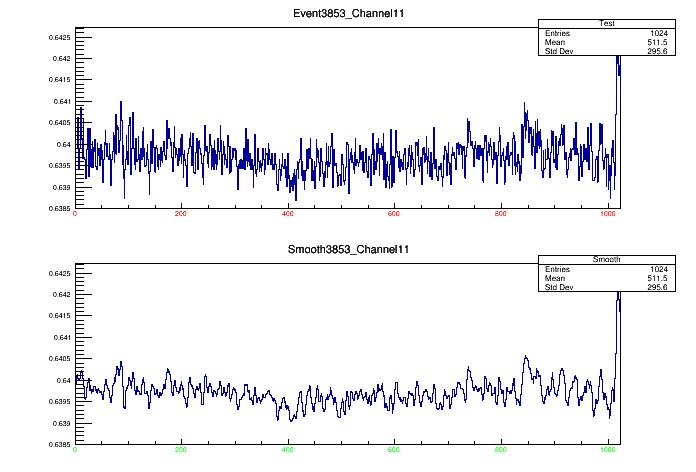 Event3853_Channel11
Test
Entries 1024
Mean 511.5
Std Dev 295.6
0.6425
0.642
0.6415
0.641
0.6405
0.64
0.6395
0.639
0.6385
0 200 400 600 800 1000
Smooth3853_Channel11
Smooth
Entries 1024
Mean 511.5
Std Dev 295.6
0.6425
0.642
0.6415
0.641
0.6405
0.64
0.6395
0.639
0.6385
0 200 400 600 800 1000